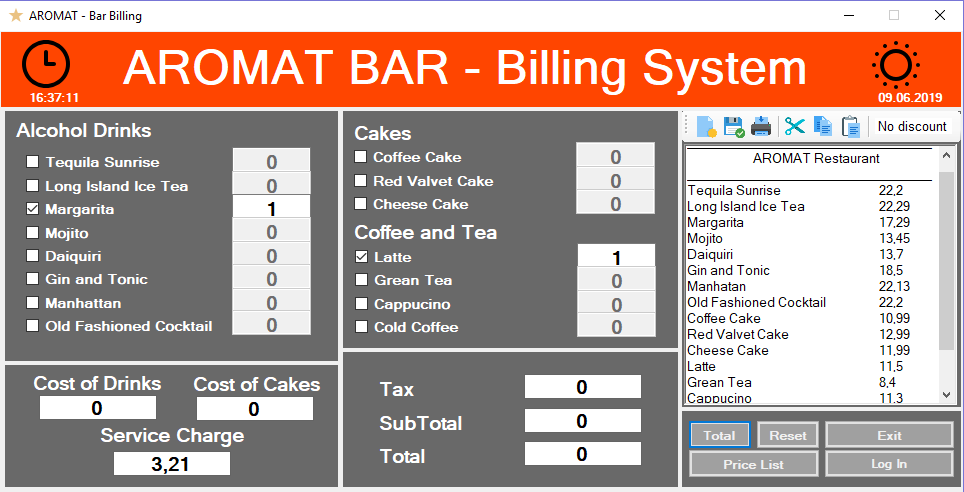 AROMAT - Bar Billing
AROMAT BAR - Billing System
16:37:11
09.06.2019
Alcohol Drinks
Tequila Sunrise 0
Long Island Ice Tea 0
Margarita 1
Mojito 0
Daiquiri 0
Gin and Tonic 0
Manhattan 0
Old Fashioned Cocktail 0
Cost of Drinks
0
Cost of Cakes
0
Service Charge
3,21
Cakes
Coffee Cake 0
Red Valvet Cake 0
Cheese Cake 0
Coffee and Tea
Latte 1
Grean Tea 0
Cappucino 0
Cold Coffee 0
Tax 0
SubTotal 0
Total 0
No discount
AROMAT Restaurant
Tequila Sunrise 22,2
Long Island Ice Tea 22,29
Margarita 17,29
Mojito 13,45
Daiquiri 13,7
Gin and Tonic 18,5
Manhatan 22,13
Old Fashioned Cocktail 22,2
Coffee Cake 10,99
Red Valvet Cake 12,99
Cheese Cake 11,99
Latte 11,5
Grean Tea 8,4
Cappucino 11,3
Total Reset Exit
Price List Log In